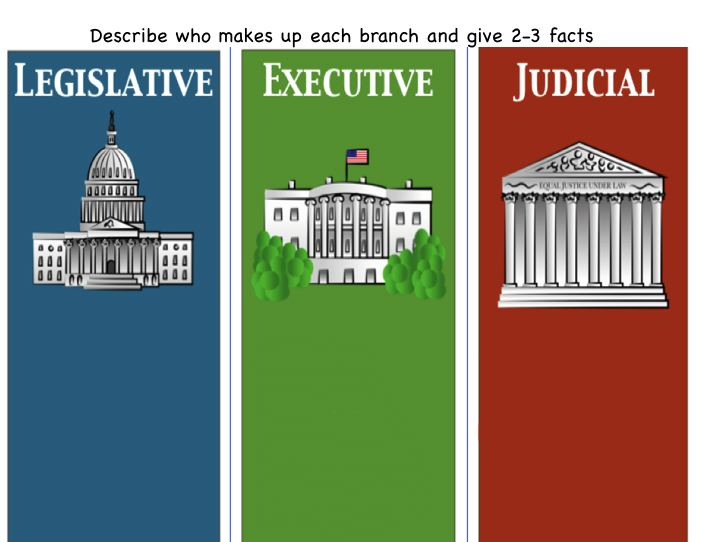 Describe who makes up each branch and give 2-3 facts
LEGISLATIVE
EXECUTIVE
JUDICIAL
EQUAL JUSTICE UNDER LAW